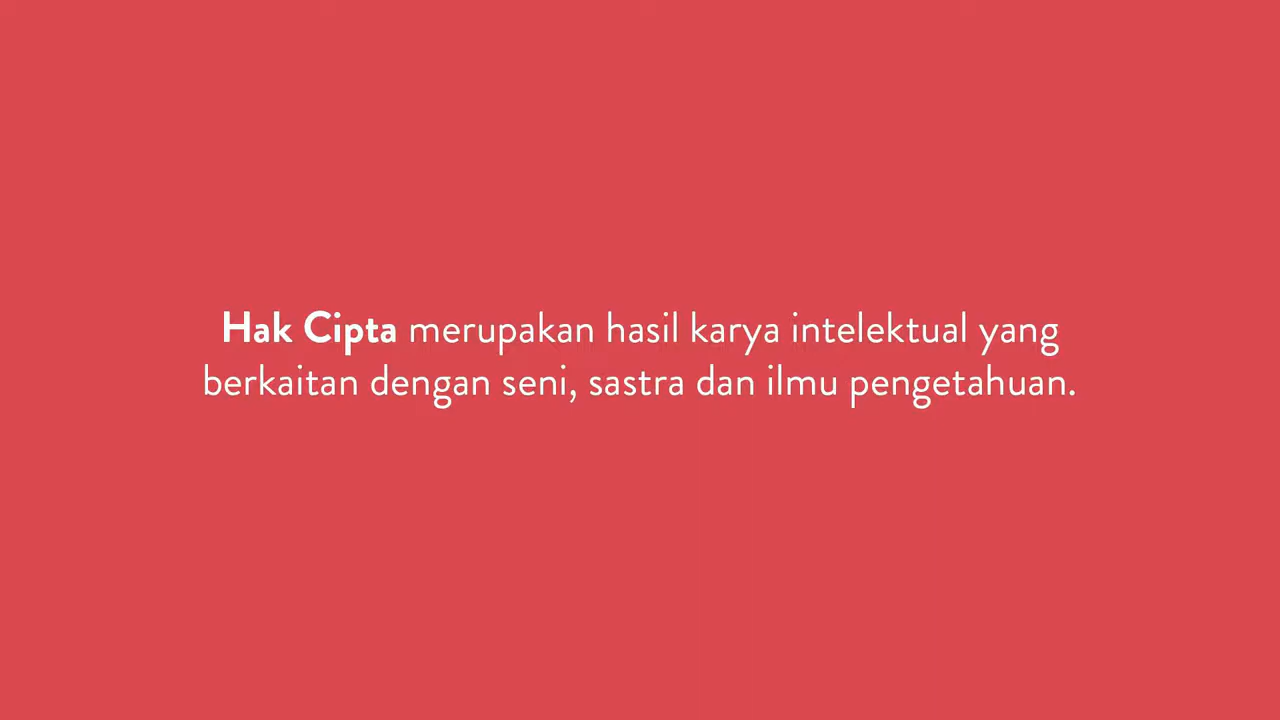 Hak Cipta merupakan hasil karya intelektual yang
berkaitan dengan seni, sastra dan ilmu pengetahuan.